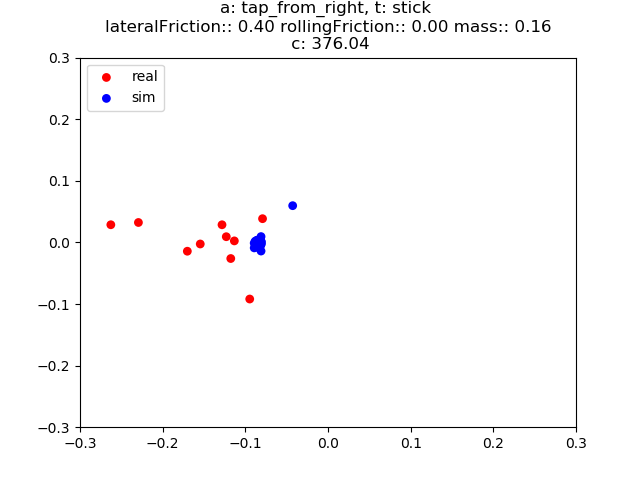 a: tap_from_right, t: stick
lateralFriction:: 0.40 rollingFriction:: 0.00 mass:: 0.16
c: 376.04
real
sim
0.3
0.2
0.1
0.0
−0.1
−0.2
−0.3
−0.3
−0.2
−0.1
0.0
0.1
0.2
0.3